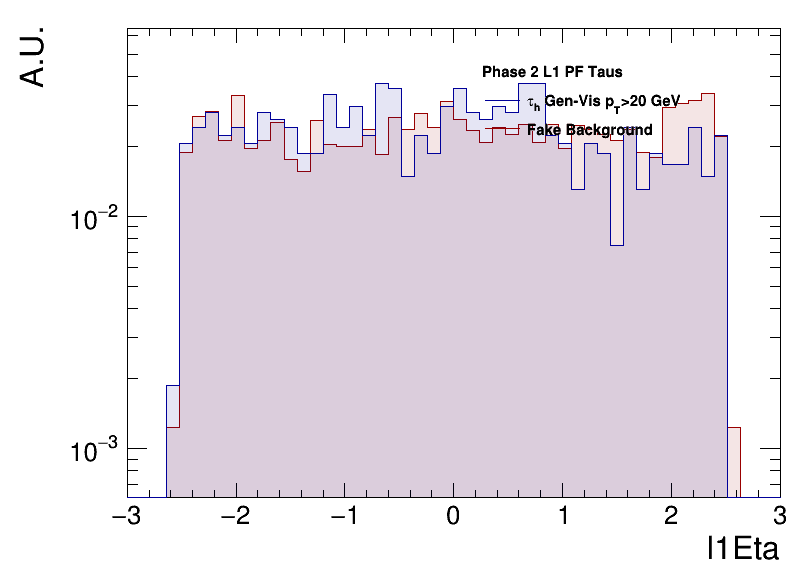 A.U.
Phase 2 L1 PF Taus
τh Gen-Vis pT>20 GeV
Fake Background
10−2
10−3
−3 −2 −1 0 1 2 3
l1Eta